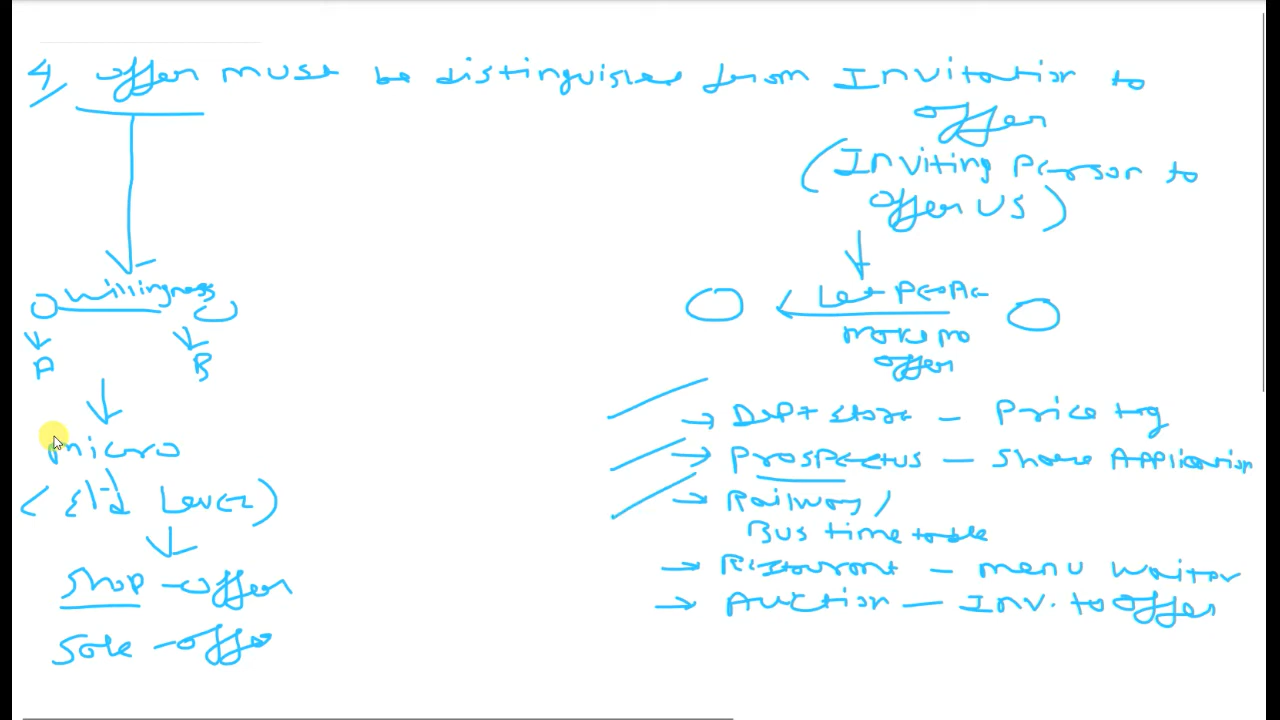 4 offer must be distinguished from Invitation to
offer
(Inviting Person to
offer us)
willingness
A B
micro
Level)
Shop - offer
Sale - offer
Let People
make me
offer
→ Dept store - Price tag
→ Prospectus - Share Application
→ Railway /
Bus time table
→ Restaurant - menu waiter
→ Auction - Inv. to offer